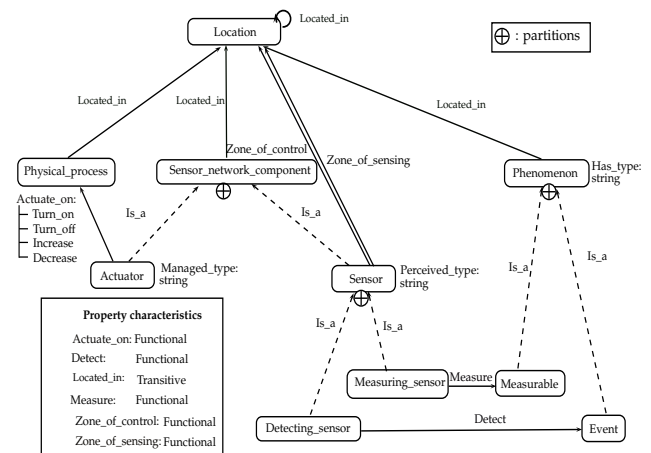 Located_in
Location
⊕ : partitions
Located_in
Located_in
Located_in
Zone_of_control
Zone_of_sensing
Physical_process
Sensor_network_component
Phenomenon
Has_type:
string
Actuate_on:
Turn_on
Turn_off
Increase
Decrease
Is_a
Is_a
Is_a
Is_a
Actuator
Managed_type:
string
Sensor
Perceived_type:
string
Property characteristics
Actuate_on: Functional
Detect: Functional
Located_in: Transitive
Measure: Functional
Zone_of_control: Functional
Zone_of_sensing: Functional
Is_a
Is_a
Measuring_sensor
Measure
Measurable
Detecting_sensor
Detect
Event